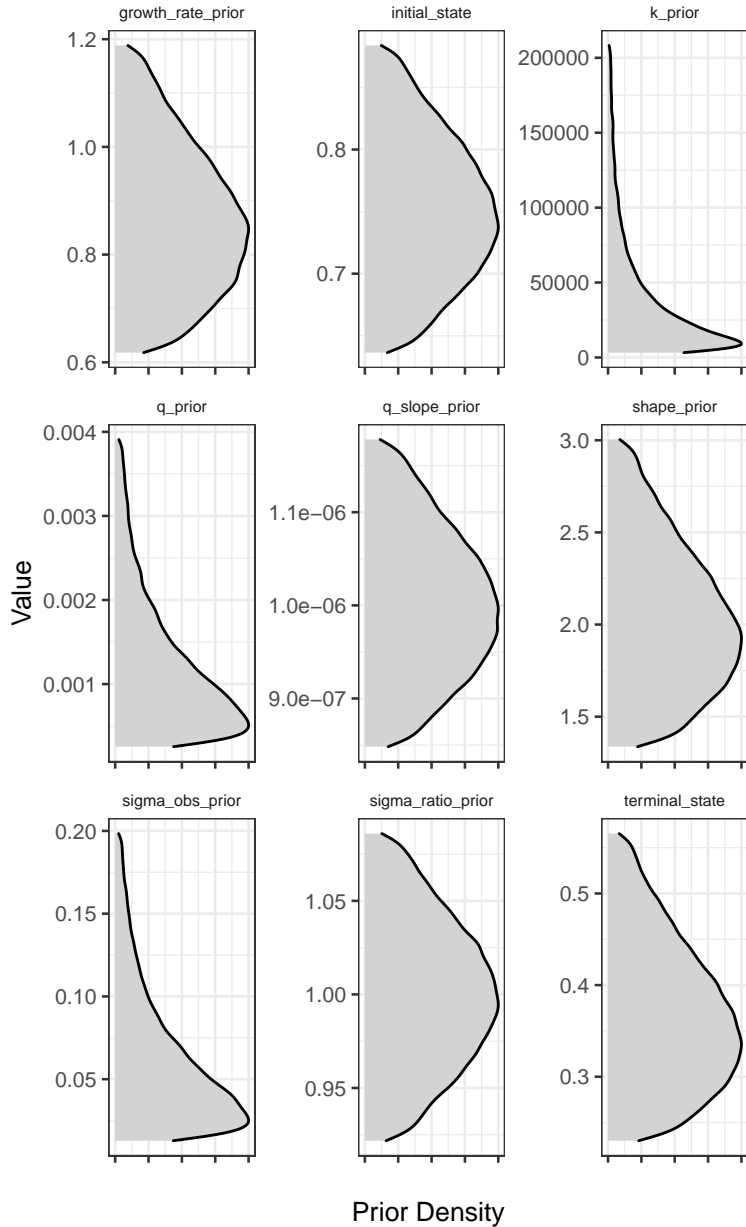 growth_rate_prior
initial_state
k_prior
1.2
1.0
0.8
0.6
0.8
0.7
200000
150000
100000
50000
0
q_prior
q_slope_prior
shape_prior
0.004
0.003
0.002
0.001
1.1e−06
1.0e−06
9.0e−07
3.0
2.5
2.0
1.5
Value
sigma_obs_prior
sigma_ratio_prior
terminal_state
0.20
0.15
0.10
0.05
1.05
1.00
0.95
0.5
0.4
0.3
Prior Density